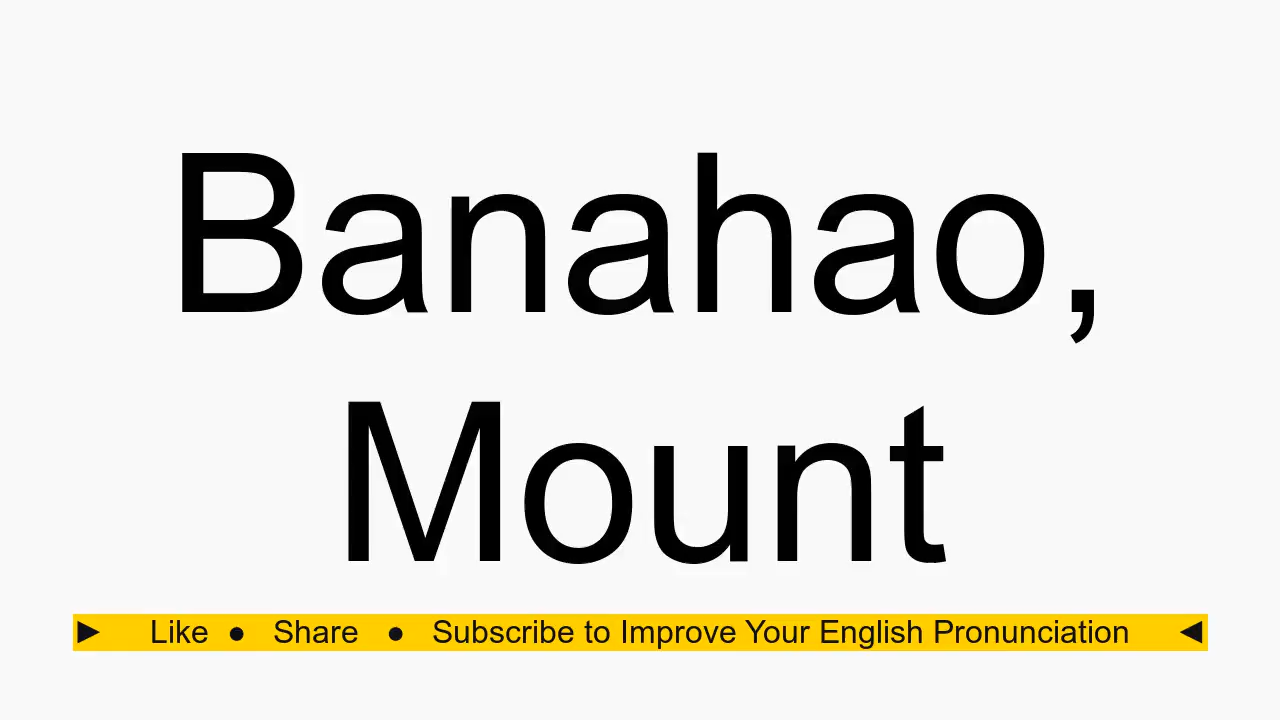 Banahao,
Mount
► Like ● Share ● Subscribe to Improve Your English Pronunciation ◄